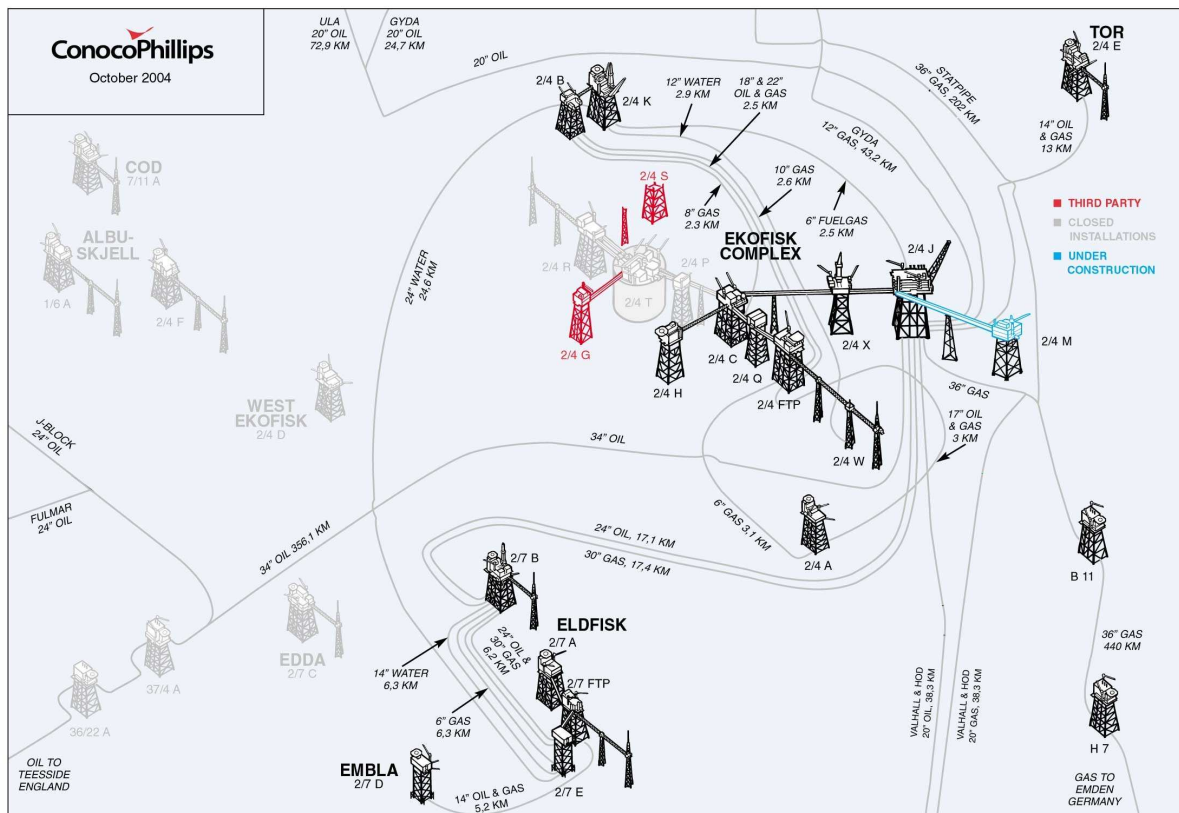 ConocoPhillips
October 2004
ULA
20" OIL
72,9 KM
GYDA
20" OIL
24,7 KM
20" OIL
2/4 B
2/4 K
12" WATER
2.9 KM
18" & 22"
OIL & GAS
2.5 KM
STATPIPE
36" GAS, 202 KM
TOR
2/4 E
14" OIL
& GAS
13 KM
GYDA
12" GAS, 43,2 KM
COD
7/11 A
2/4 S
8" GAS
2.3 KM
10" GAS
2.6 KM
6" FUELGAS
2.5 KM
THIRD PARTY
CLOSED
INSTALLATIONS
UNDER
CONSTRUCTION
ALBU-
SKJELL
1/6 A
2/4 F
24" WATER
24,6 KM
2/4 R
2/4 T
2/4 P
EKOFISK
COMPLEX
2/4 J
2/4 G
2/4 H
2/4 C
2/4 Q
2/4 FTP
2/4 X
2/4 M
2/4 W
36" GAS
17" OIL
& GAS
3 KM
WEST
EKOFISK
2/4 D
J-BLOCK
24" OIL
34" OIL
FULMAR
24" OIL
34" OIL 356,1 KM
6" GAS 3,1 KM
2/4 A
24" OIL, 17,1 KM
30" GAS, 17,4 KM
B 11
2/7 B
ELDFISK
2/7 A
2/7 FTP
24" OIL &
30" GAS
6,2 KM
14" WATER
6,3 KM
6" GAS
6,3 KM
EDDA
2/7 C
37/4 A
36/22 A
36" GAS
440 KM
VALHALL & HOD
20" OIL, 38,3 KM
VALHALL & HOD
20" GAS, 38,3 KM
H 7
OIL TO
TEESSIDE
ENGLAND
EMBLA
2/7 D
14" OIL & GAS
5,2 KM
2/7 E
GAS TO
EMDEN
GERMANY